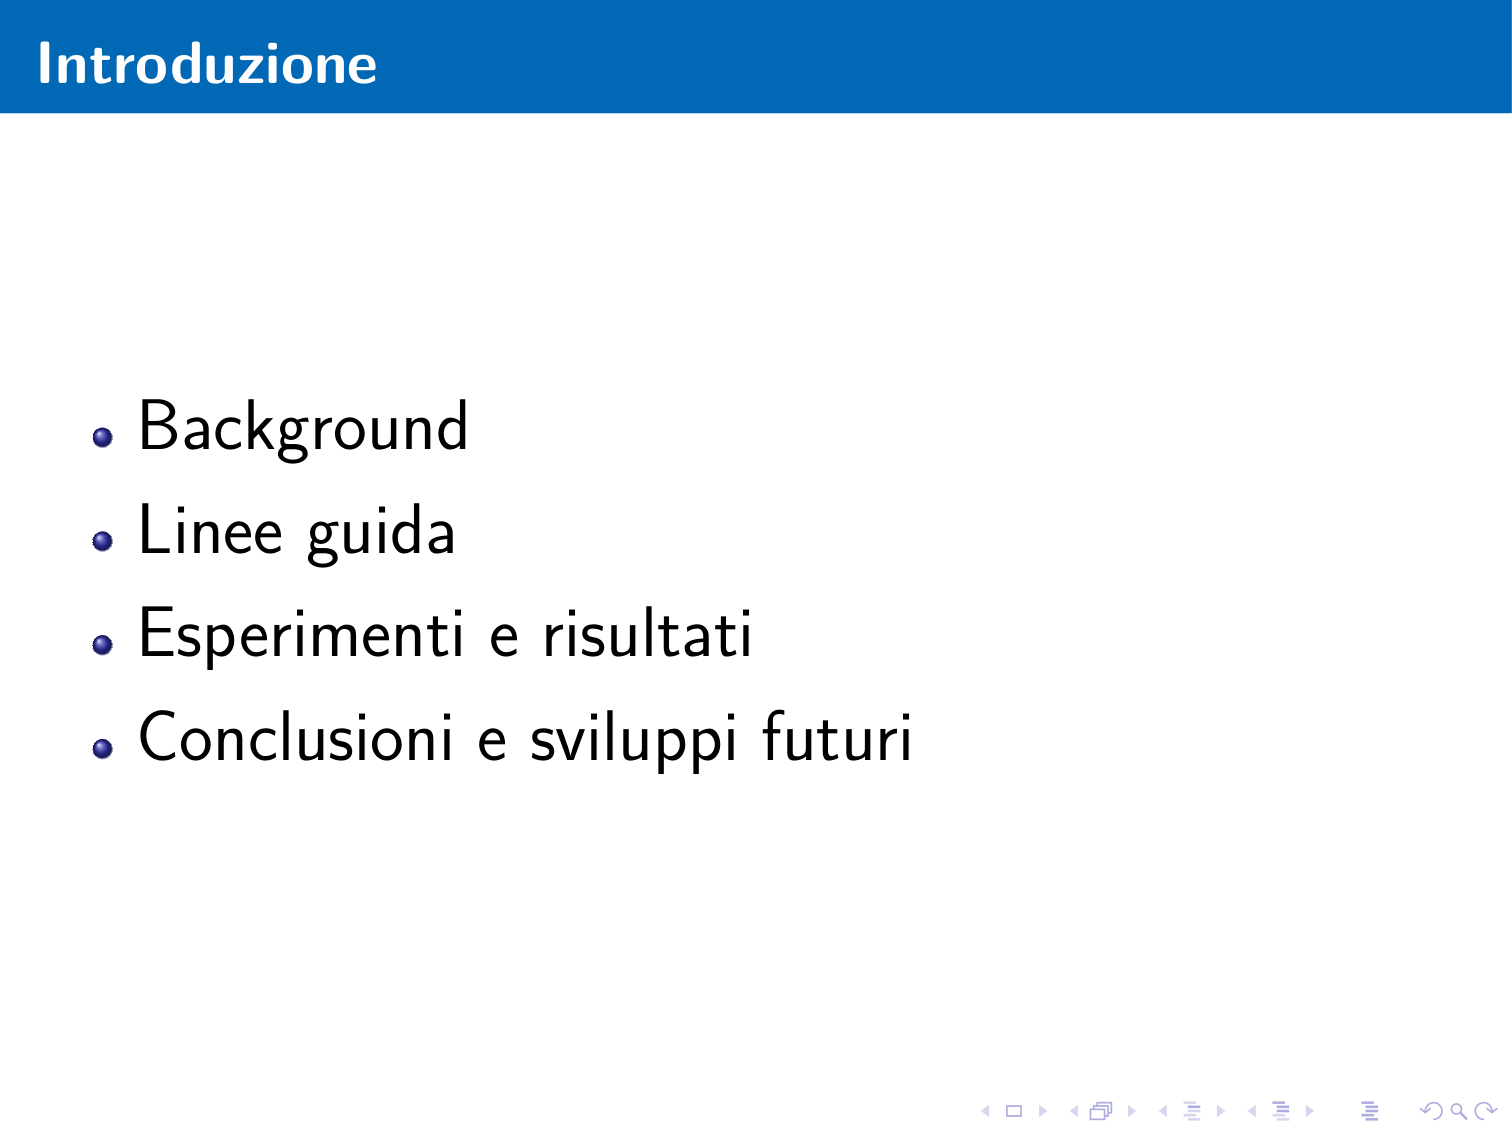 Introduzione
Background
Linee guida
Esperimenti e risultati
Conclusioni e sviluppi futuri